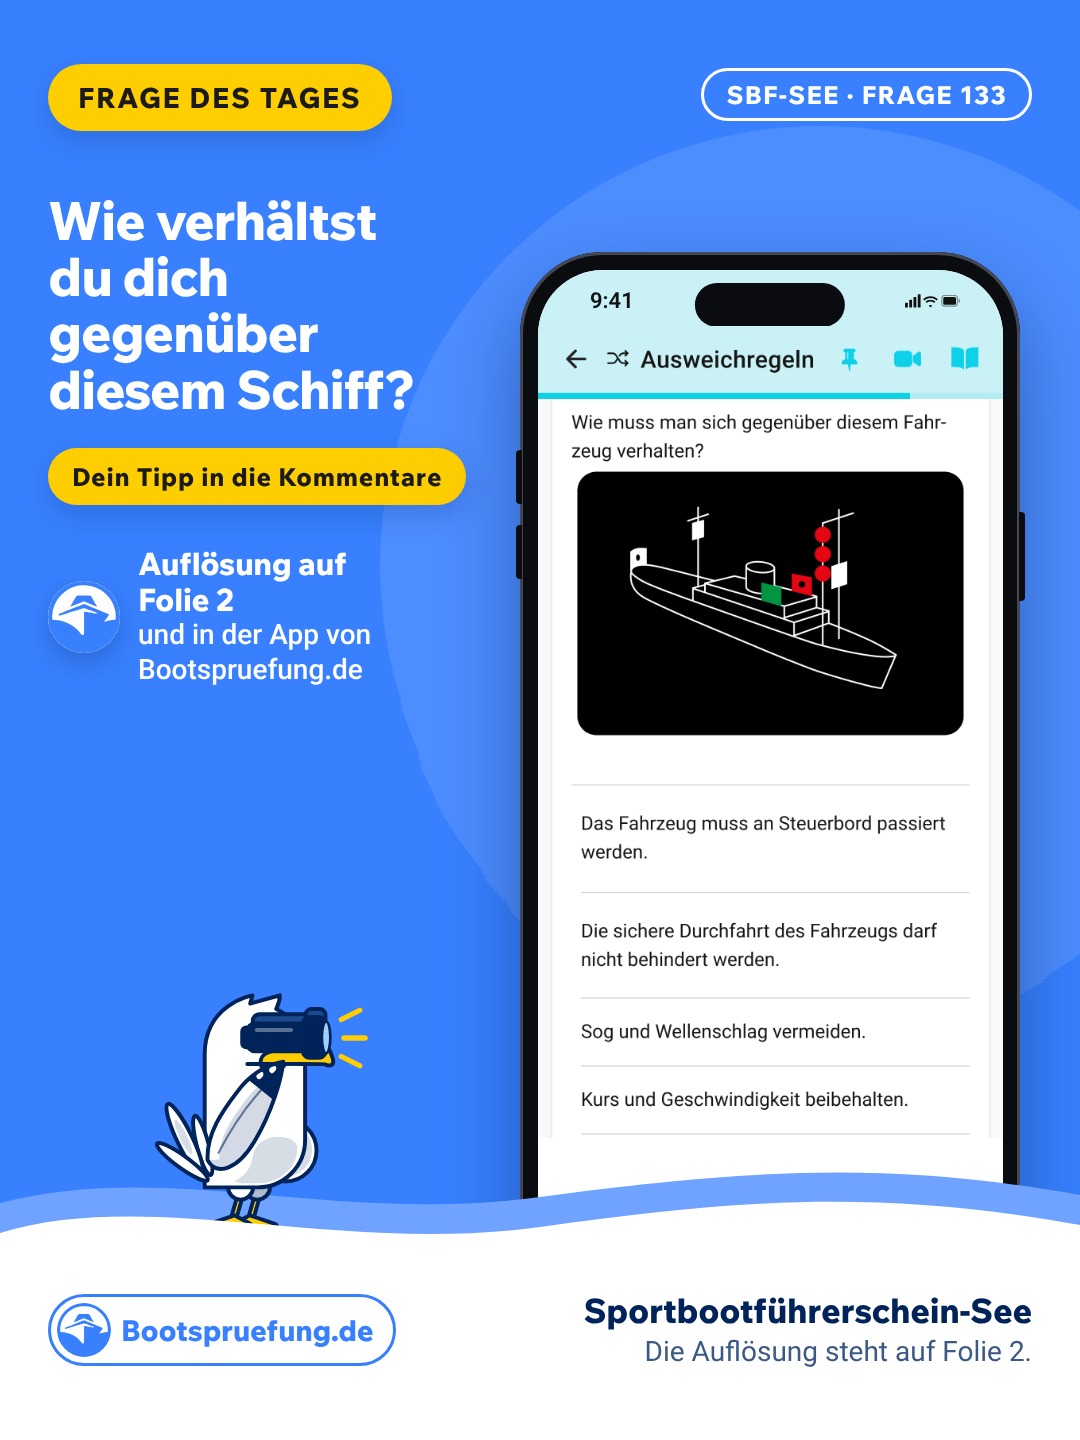 FRAGE DES TAGES
SBF-SEE · FRAGE 133
Wie verhältst
du dich
gegenüber
diesem Schiff?
Dein Tipp in die Kommentare
Auflösung auf
Folie 2
und in der App von
Bootspruefung.de
9:41
Ausweichregeln
Wie muss man sich gegenüber diesem Fahr-
zeug verhalten?
Das Fahrzeug muss an Steuerbord passiert
werden.
Die sichere Durchfahrt des Fahrzeugs darf
nicht behindert werden.
Sog und Wellenschlag vermeiden.
Kurs und Geschwindigkeit beibehalten.
Bootspruefung.de
Sportbootführerschein-See
Die Auflösung steht auf Folie 2.